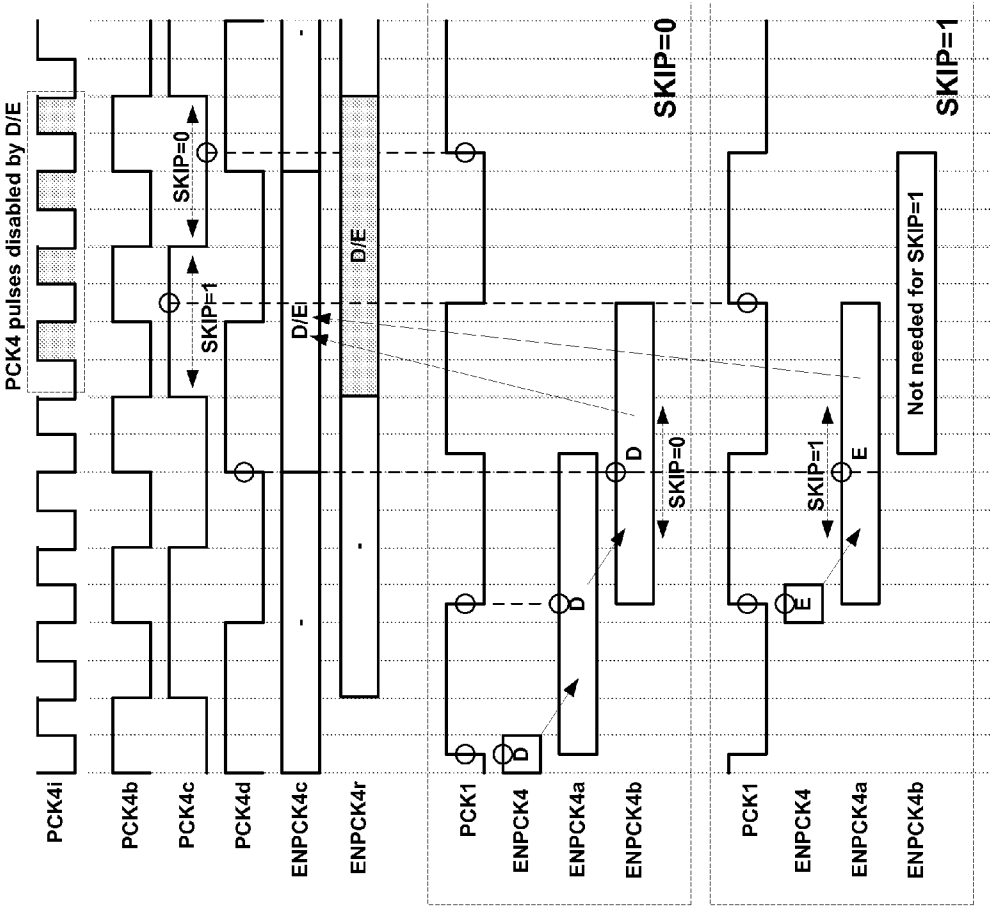 PCK4 pulses disabled by D/E
PCK4i
PCK4b
PCK4c
SKIP=1
SKIP=0
PCK4d
ENPCK4c
-
D/E
-
ENPCK4r
-
D/E
PCK1
ENPCK4
D
ENPCK4a
D
ENPCK4b
D
SKIP=0
SKIP=0
PCK1
ENPCK4
E
ENPCK4a
SKIP=1
E
ENPCK4b
Not needed for SKIP=1
SKIP=1